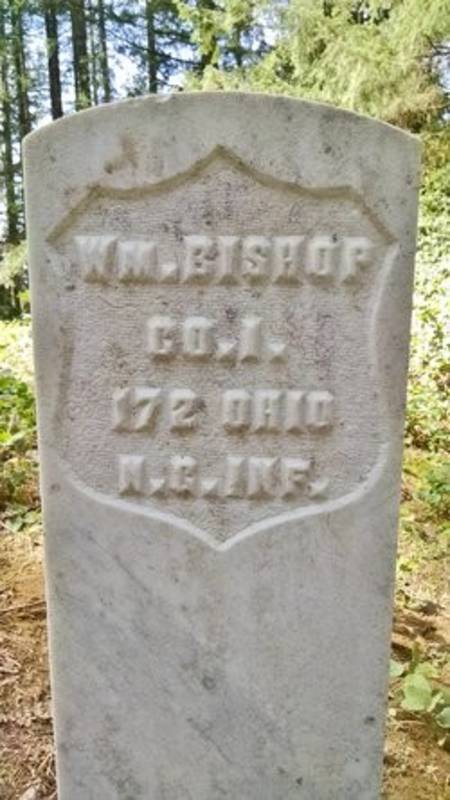 WM. BISHOP
CO. I.
172 OHIO
N.G. INF.